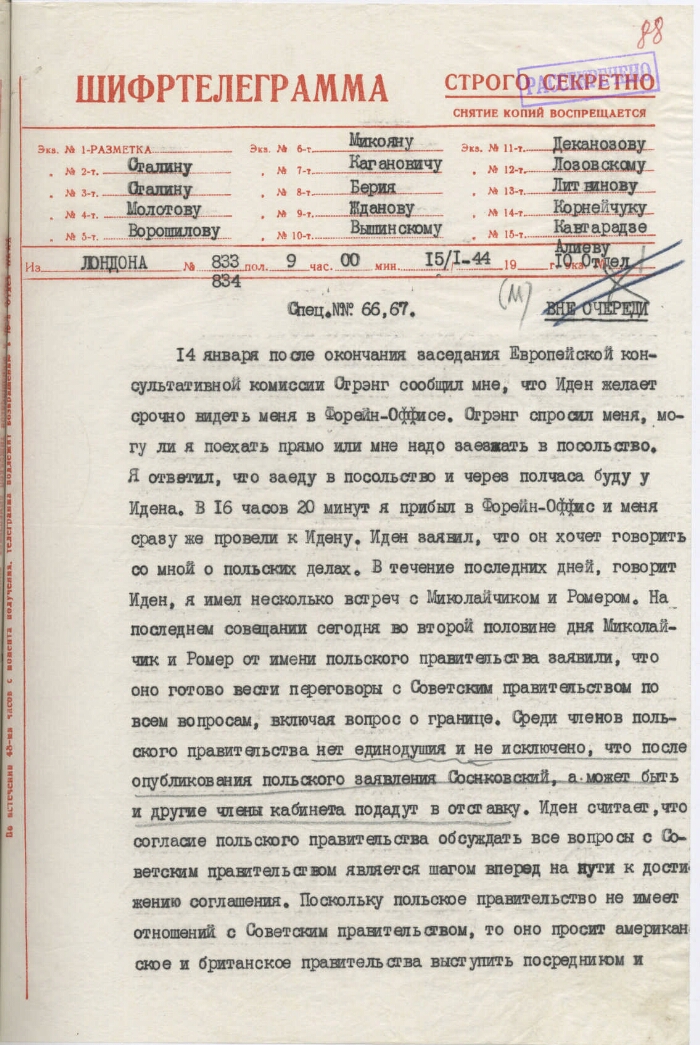 88
ШИФРТЕЛЕГРАММА
СТРОГО СЕКРЕТНО
РАССЕКРЕЧЕНО
СНЯТИЕ КОПИЙ ВОСПРЕЩАЕТСЯ
Экз. № 1-РАЗМЕТКА Экз. № 6-т. Микояну Экз. № 11-т. Деканозову
„ № 2-т. Сталину „ № 7-т. Кагановичу „ № 12-т. Лозовскому
„ № 3-т. Сталину „ № 8-т. Берия „ № 13-т. Литвинову
„ № 4-т. Молотову „ № 9-т. Жданову „ № 14-т. Корнейчуку
„ № 5-т. Ворошилову „ № 10-т. Вышинскому „ № 15-т. Кавтарадзе
Алиеву
Из ЛОНДОНА № 833 пол. 9 час. 00 мин. 15/I-44 19 г. экз. 10 Отдел
834
Спец.№№ 66,67.
(М)
ВНЕ ОЧЕРЕДИ
14 января после окончания заседания Европейской кон-
сультативной комиссии Стрэнг сообщил мне, что Иден желает
срочно видеть меня в Форейн-Оффисе. Стрэнг спросил меня, мо-
гу ли я поехать прямо или мне надо заезжать в посольство.
Я ответил, что заеду в посольство и через полчаса буду у
Идена. В 16 часов 20 минут я прибыл в Форейн-Оффис и меня
сразу же провели к Идену. Иден заявил, что он хочет говорить
со мной о польских делах. В течение последних дней, говорит
Иден, я имел несколько встреч с Миколайчиком и Ромером. На
последнем совещании сегодня во второй половине дня Миколай-
чик и Ромер от имени польского правительства заявили, что
оно готово вести переговоры с Советским правительством по
всем вопросам, включая вопрос о границе. Среди членов поль-
ского правительства нет единодушия и не исключено, что после
опубликования польского заявления Соснковский, а может быть
и другие члены кабинета подадут в отставку. Иден считает, что
согласие польского правительства обсуждать все вопросы с Со-
ветским правительством является шагом вперед на пути к дости-
жению соглашения. Поскольку польское правительство не имеет
отношений с Советским правительством, то оно просит американ
ское и британское правительства выступить посредником и
По истечении 48-ми часов с момента получения, телеграмма подлежит возвращению в